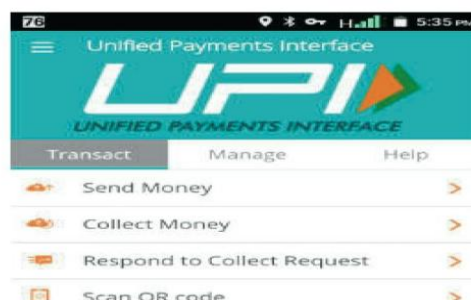 76 H 5:35 PM
Unified Payments Interface
UPI
UNIFIED PAYMENTS INTERFACE
Transact Manage Help
Send Money
Collect Money
Respond to Collect Request
Scan QR code